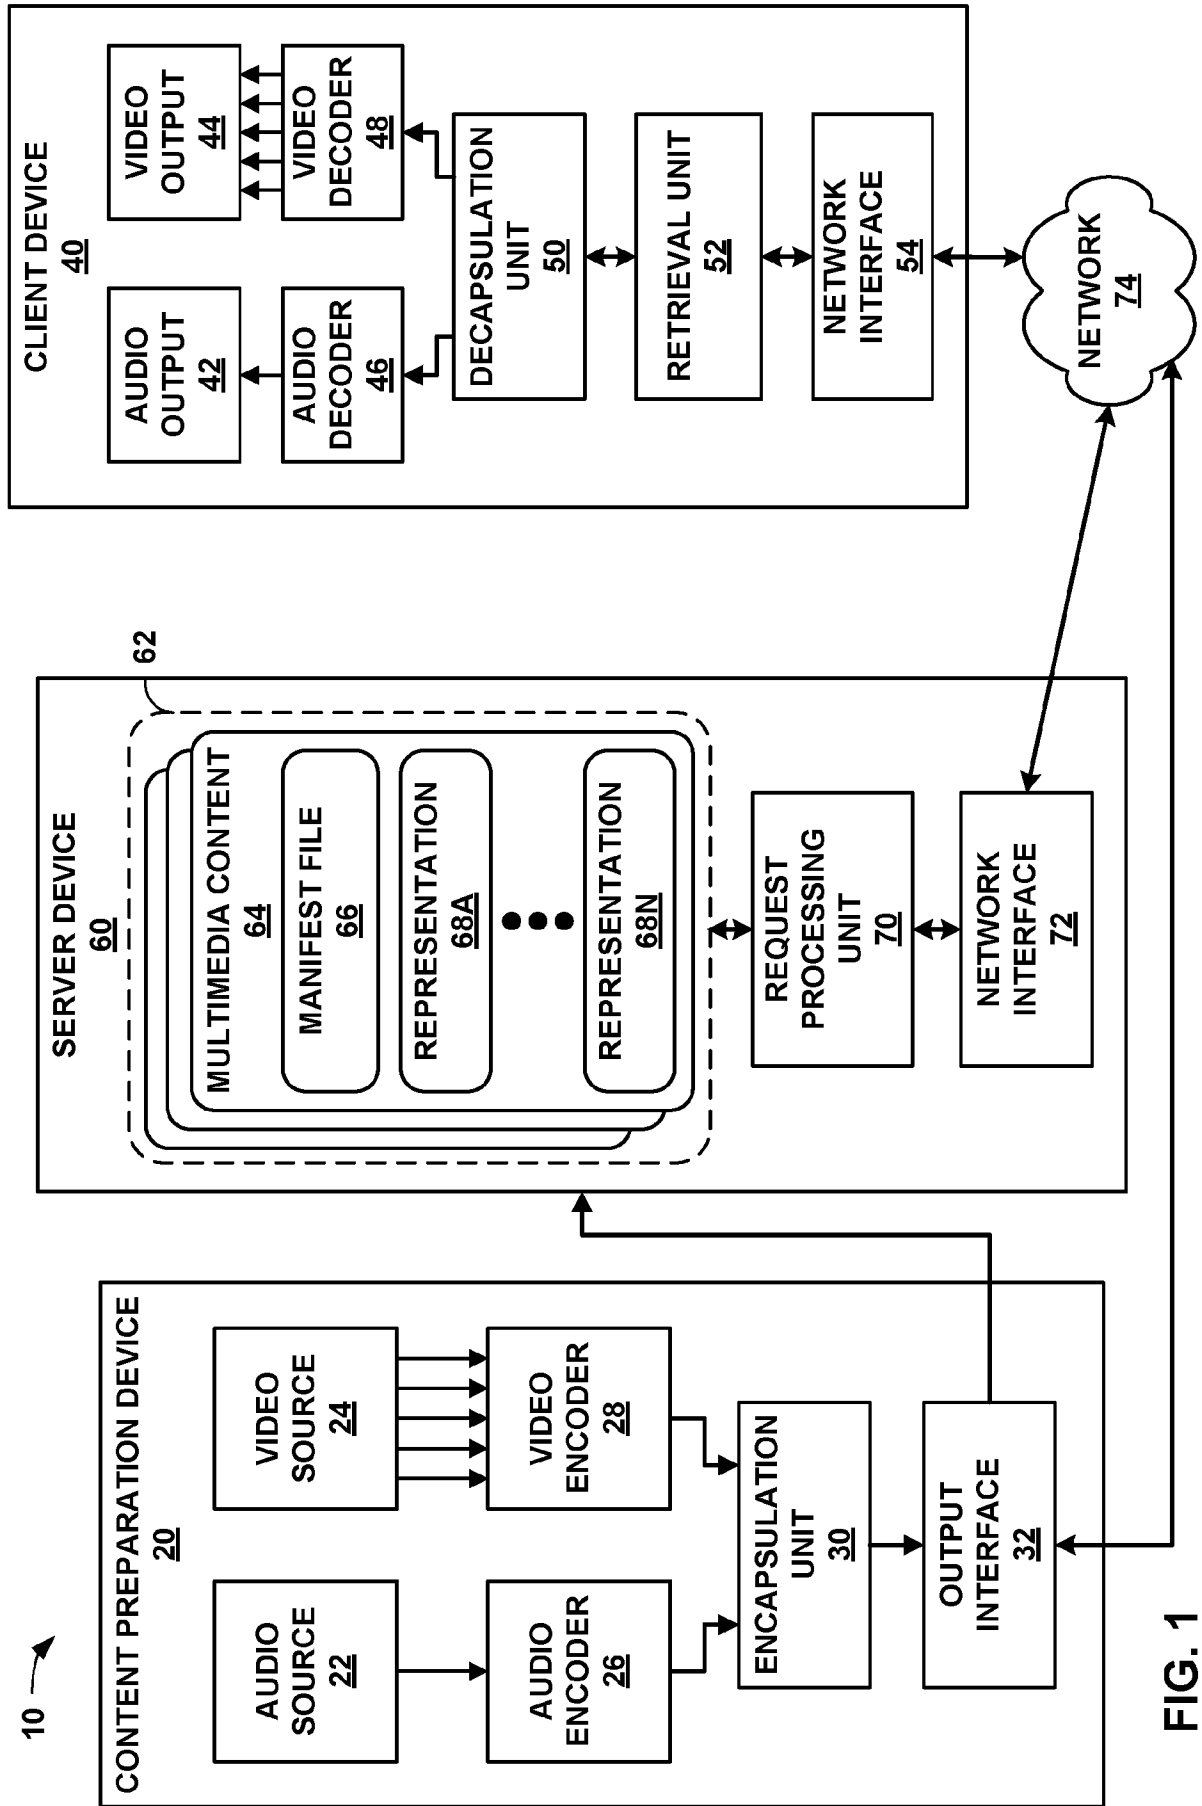 10
CONTENT PREPARATION DEVICE
20
AUDIO
SOURCE
22
VIDEO
SOURCE
24
AUDIO
ENCODER
26
VIDEO
ENCODER
28
ENCAPSULATION
UNIT
30
OUTPUT
INTERFACE
32
SERVER DEVICE
60
62
MULTIMEDIA CONTENT
64
MANIFEST FILE
66
REPRESENTATION
68A
REPRESENTATION
68N
REQUEST
PROCESSING
UNIT
70
NETWORK
INTERFACE
72
CLIENT DEVICE
40
AUDIO
OUTPUT
42
VIDEO
OUTPUT
44
AUDIO
DECODER
46
VIDEO
DECODER
48
DECAPSULATION
UNIT
50
RETRIEVAL UNIT
52
NETWORK
INTERFACE
54
NETWORK
74
FIG. 1